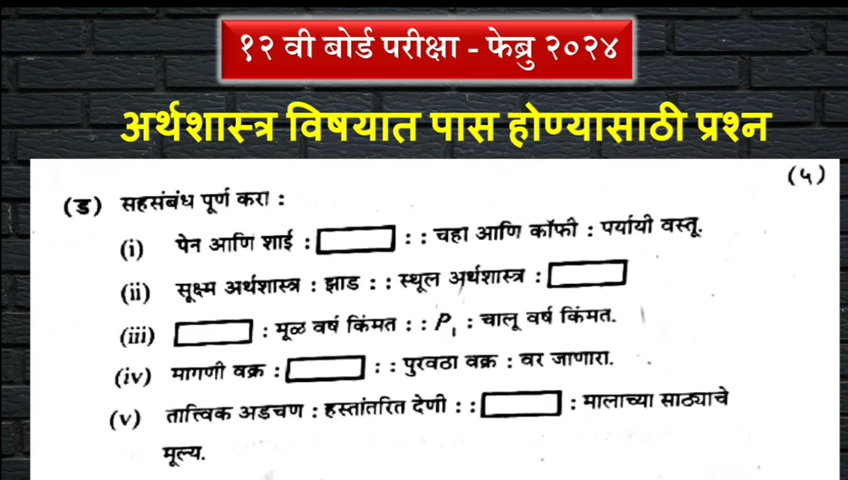 १२ वी बोर्ड परीक्षा - फेब्रु २०२४
अर्थशास्त्र विषयात पास होण्यासाठी प्रश्न
(५)
(ड) सहसंबंध पूर्ण करा :
(i) पेन आणि शाई : : : चहा आणि कॉफी : पर्यायी वस्तू.
(ii) सूक्ष्म अर्थशास्त्र : झाड : : स्थूल अर्थशास्त्र :
(iii) : मूळ वर्ष किंमत : : P₁ : चालू वर्ष किंमत.
(iv) मागणी वक्र : : : पुरवठा वक्र : वर जाणारा.
(v) तात्त्विक अडचण : हस्तांतरित देणी : : : मालाच्या साठ्याचे
मूल्य.